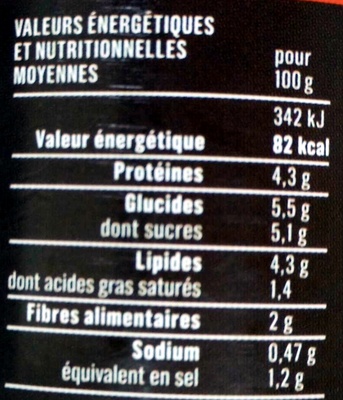 VALEURS ÉNERGÉTIQUES
ET NUTRITIONNELLES
MOYENNES
pour
100 g
342 kJ
Valeur énergétique 82 kcal
Protéines 4,3 g
Glucides 5,5 g
dont sucres 5,1 g
Lipides 4,3 g
dont acides gras saturés 1,4
Fibres alimentaires 2 g
Sodium 0,47 g
équivalent en sel 1,2 g